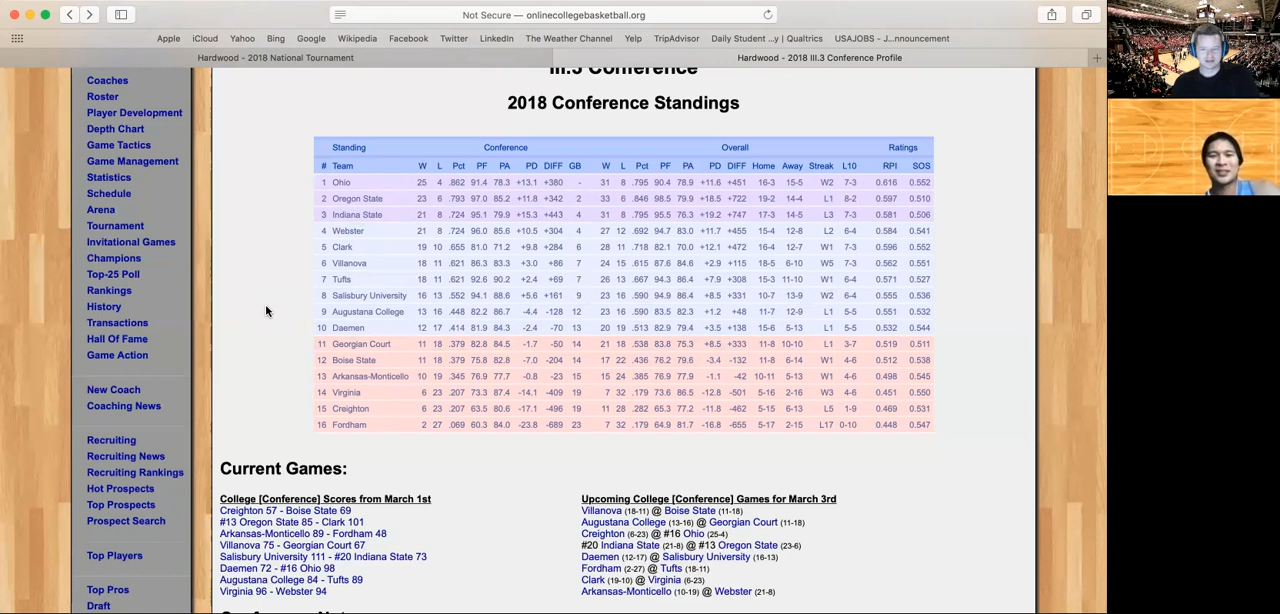 Not Secure — onlinecollegebasketball.org
Apple iCloud Yahoo Bing Google Wikipedia Facebook Twitter LinkedIn The Weather Channel Yelp TripAdvisor Daily Student ...y | Qualtrics USAJOBS - J...nnouncement
Hardwood - 2018 National Tournament Hardwood - 2018 III.3 Conference Profile
Coaches
Roster
Player Development
Depth Chart
Game Tactics
Game Management
Statistics
Schedule
Arena
Tournament
Invitational Games
Champions
Top-25 Poll
Rankings
History
Transactions
Hall Of Fame
Game Action
New Coach
Coaching News
Recruiting
Recruiting News
Recruiting Rankings
Hot Prospects
Top Prospects
Prospect Search
Top Players
Top Pros
Draft
III.3 Conference
2018 Conference Standings
Standing Conference Overall Ratings
# Team W L Pct PF PA PD DIFF GB W L Pct PF PA PD DIFF Home Away Streak L10 RPI SOS
1 Ohio 25 4 .862 91.4 78.3 +13.1 +380 - 31 8 .795 90.4 78.9 +11.6 +451 16-3 15-5 W2 7-3 0.616 0.552
2 Oregon State 23 6 .793 97.0 85.2 +11.8 +342 2 33 6 .846 98.5 79.9 +18.5 +722 19-2 14-4 L1 8-2 0.597 0.510
3 Indiana State 21 8 .724 95.1 79.9 +15.3 +443 4 31 8 .795 95.5 76.3 +19.2 +747 17-3 14-5 L3 7-3 0.581 0.506
4 Webster 21 8 .724 96.0 85.6 +10.5 +304 4 27 12 .692 94.7 83.0 +11.7 +455 15-4 12-8 L2 6-4 0.584 0.541
5 Clark 19 10 .655 81.0 71.2 +9.8 +284 6 28 11 .718 82.1 70.0 +12.1 +472 16-4 12-7 W1 7-3 0.596 0.552
6 Villanova 18 11 .621 86.3 83.3 +3.0 +86 7 24 15 .615 87.6 84.6 +2.9 +115 18-5 6-10 W5 7-3 0.562 0.551
7 Tufts 18 11 .621 92.6 90.2 +2.4 +69 7 26 13 .667 94.3 86.4 +7.9 +308 15-3 11-10 W1 6-4 0.571 0.527
8 Salisbury University 16 13 .552 94.1 88.6 +5.6 +161 9 23 16 .590 94.9 86.4 +8.5 +331 10-7 13-9 W2 6-4 0.555 0.536
9 Augustana College 13 16 .448 82.2 86.7 -4.4 -128 12 23 16 .590 83.5 82.3 +1.2 +48 11-7 12-9 L1 5-5 0.551 0.532
10 Daemen 12 17 .414 81.9 84.3 -2.4 -70 13 20 19 .513 82.9 79.4 +3.5 +138 15-6 5-13 L1 5-5 0.532 0.544
11 Georgian Court 11 18 .379 82.8 84.5 -1.7 -50 14 21 18 .538 83.8 75.3 +8.5 +333 11-8 10-10 L1 3-7 0.519 0.511
12 Boise State 11 18 .379 75.8 82.8 -7.0 -204 14 17 22 .436 76.2 79.6 -3.4 -132 11-8 6-14 W1 4-6 0.512 0.538
13 Arkansas-Monticello 10 19 .345 76.9 77.7 -0.8 -23 15 15 24 .385 76.9 77.9 -1.1 -42 10-11 5-13 W1 4-6 0.498 0.545
14 Virginia 6 23 .207 73.3 87.4 -14.1 -409 19 7 32 .179 73.6 86.5 -12.8 -501 5-16 2-16 W3 4-6 0.451 0.550
15 Creighton 6 23 .207 63.5 80.6 -17.1 -496 19 11 28 .282 65.3 77.2 -11.8 -462 5-15 6-13 L5 1-9 0.469 0.531
16 Fordham 2 27 .069 60.3 84.0 -23.8 -689 23 7 32 .179 64.9 81.7 -16.8 -655 5-17 2-15 L17 0-10 0.448 0.547
Current Games:
College [Conference] Scores from March 1st
Creighton 57 - Boise State 69
#13 Oregon State 85 - Clark 101
Arkansas-Monticello 89 - Fordham 48
Villanova 75 - Georgian Court 67
Salisbury University 111 - #20 Indiana State 73
Daemen 72 - #16 Ohio 98
Augustana College 84 - Tufts 89
Virginia 96 - Webster 94
Upcoming College [Conference] Games for March 3rd
Villanova (18-11) @ Boise State (11-18)
Augustana College (13-16) @ Georgian Court (11-18)
Creighton (6-23) @ #16 Ohio (25-4)
#20 Indiana State (21-8) @ #13 Oregon State (23-6)
Daemen (12-17) @ Salisbury University (16-13)
Fordham (2-27) @ Tufts (18-11)
Clark (19-10) @ Virginia (6-23)
Arkansas-Monticello (10-19) @ Webster (21-8)